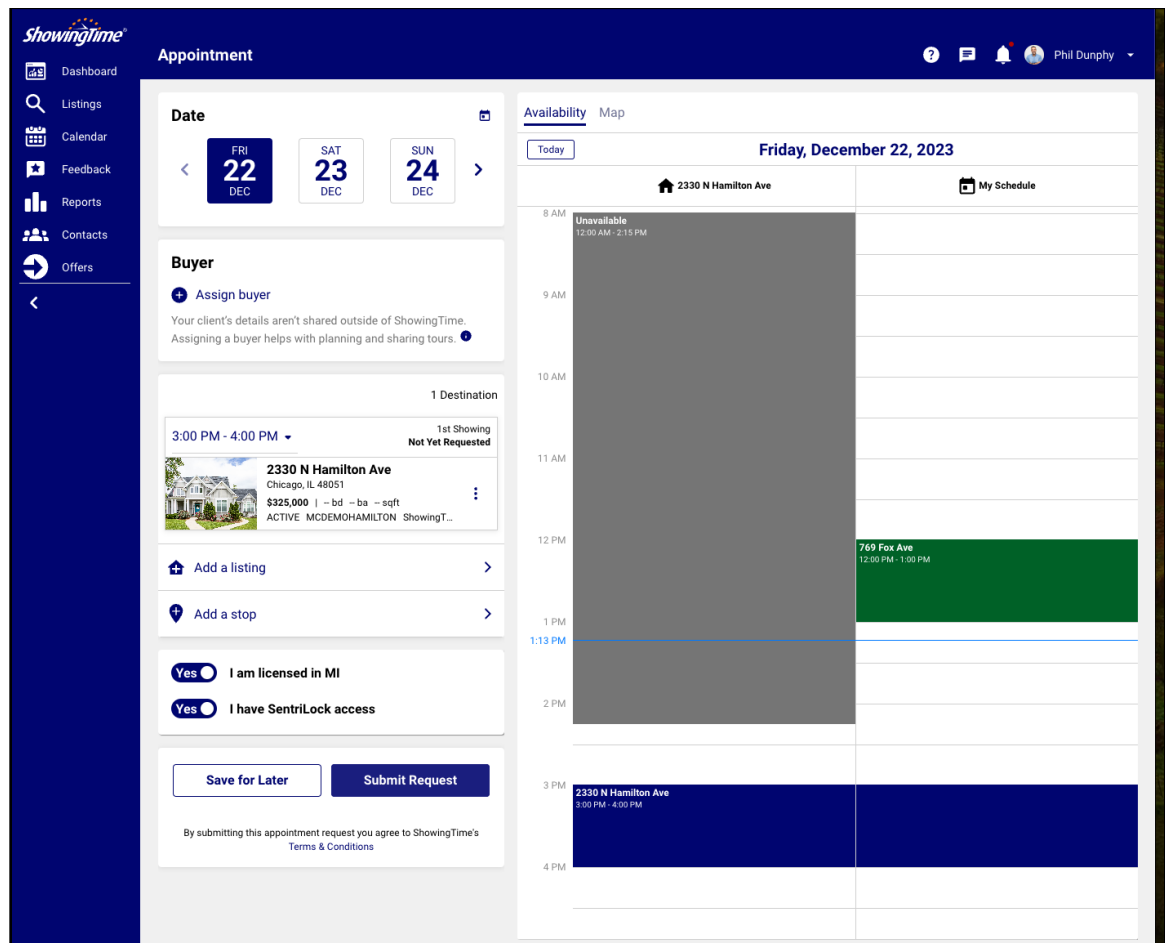 ShowingTime®
Dashboard
Listings
Calendar
Feedback
Reports
Contacts
Offers
Appointment
Phil Dunphy
Date
FRI
22
DEC
SAT
23
DEC
SUN
24
DEC
Buyer
Assign buyer
Your client's details aren't shared outside of ShowingTime.
Assigning a buyer helps with planning and sharing tours.
1 Destination
3:00 PM - 4:00 PM
1st Showing
Not Yet Requested
2330 N Hamilton Ave
Chicago, IL 48051
$325,000 | -- bd -- ba -- sqft
ACTIVE MCDEMOHAMILTON ShowingT...
Add a listing
Add a stop
Yes I am licensed in MI
Yes I have SentriLock access
Save for Later
Submit Request
By submitting this appointment request you agree to ShowingTime's
Terms & Conditions
Availability Map
Today
Friday, December 22, 2023
2330 N Hamilton Ave
My Schedule
8 AM
Unavailable
12:00 AM - 2:15 PM
9 AM
10 AM
11 AM
12 PM
769 Fox Ave
12:00 PM - 1:00 PM
1 PM
1:13 PM
2 PM
3 PM
2330 N Hamilton Ave
3:00 PM - 4:00 PM
4 PM